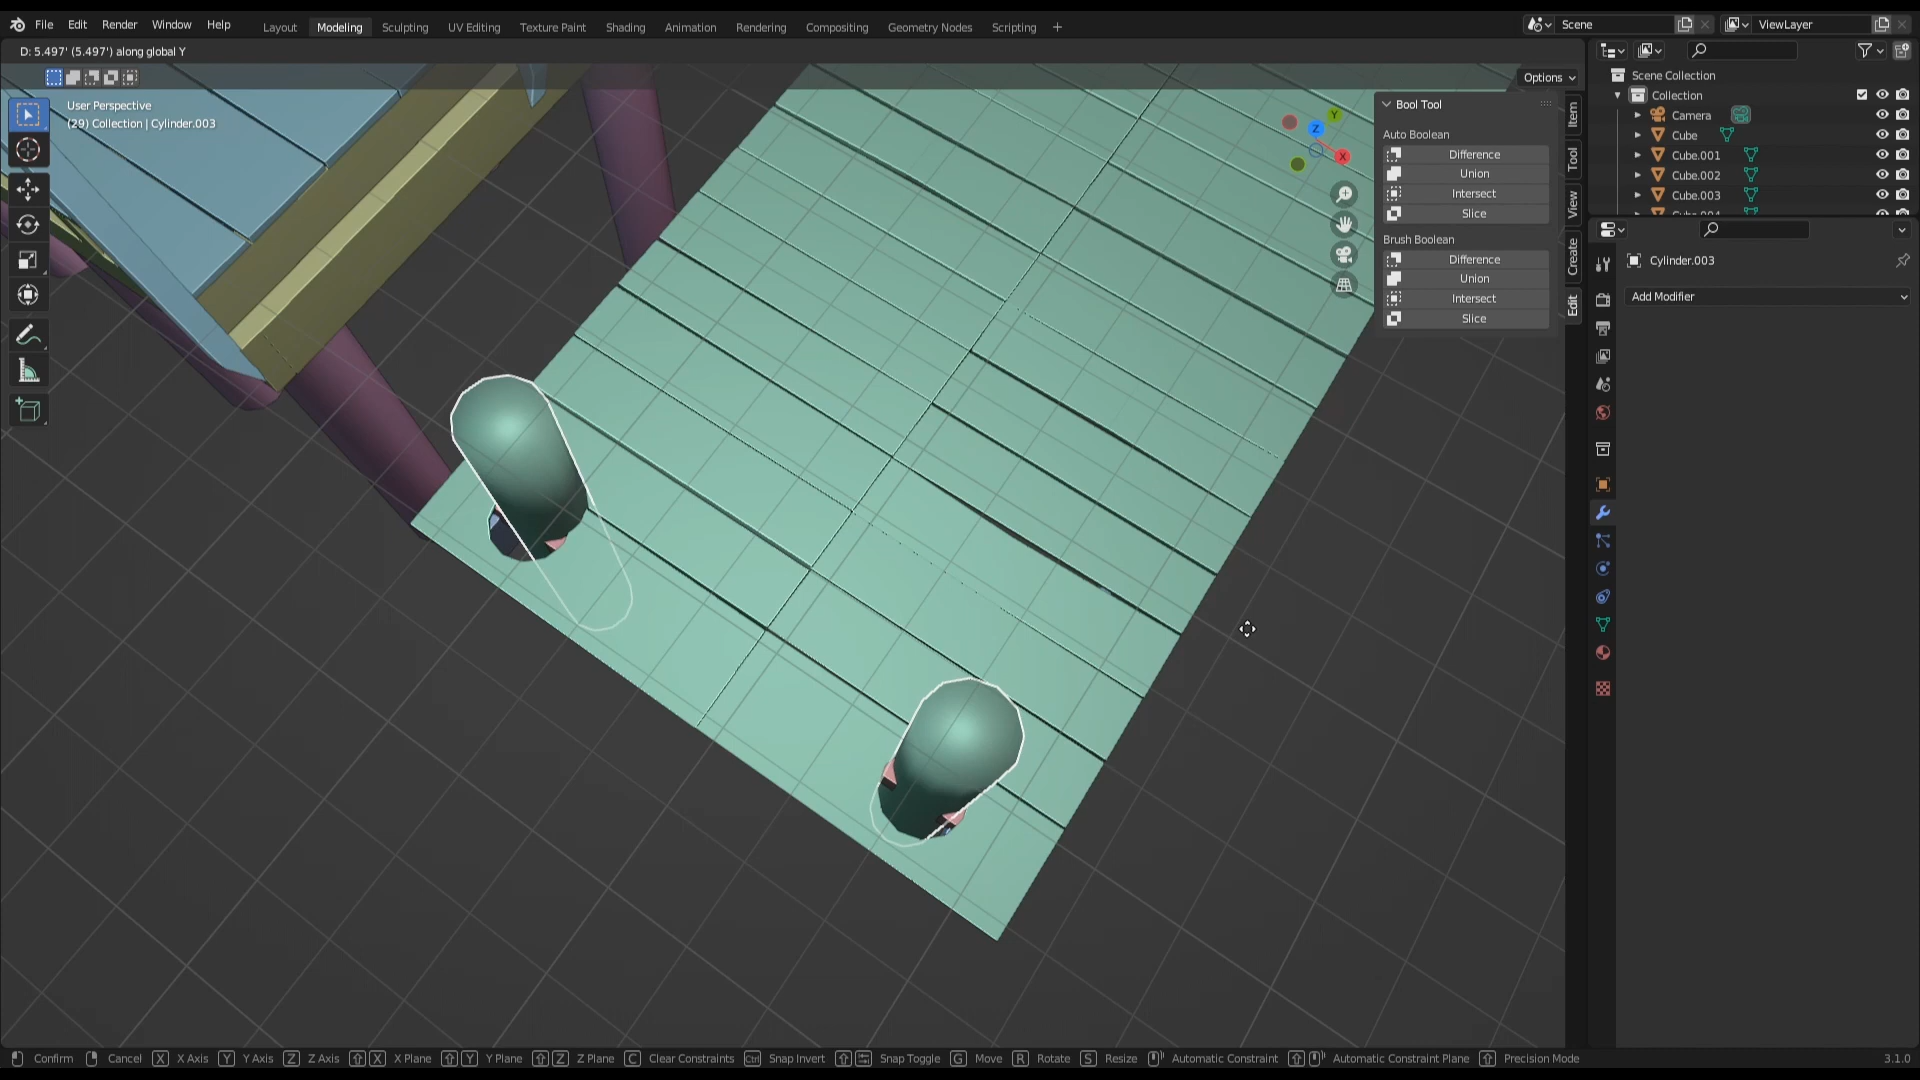 File Edit Render Window Help
Layout Modeling Sculpting UV Editing Texture Paint Shading Animation Rendering Compositing Geometry Nodes Scripting +
Scene
ViewLayer
D: 5.497' (5.497') along global Y
Options
User Perspective
(29) Collection | Cylinder.003
Y
Z
X
Bool Tool
Auto Boolean
Difference
Union
Intersect
Slice
Brush Boolean
Difference
Union
Intersect
Slice
Item
Tool
View
Create
Edit
Scene Collection
Collection
Camera
Cube
Cube.001
Cube.002
Cube.003
Cube.004
Cylinder.003
Add Modifier
Confirm Cancel X X Axis Y Y Axis Z Z Axis X X Plane Y Y Plane Z Z Plane C Clear Constraints Ctrl Snap Invert Snap Toggle G Move R Rotate S Resize Automatic Constraint Automatic Constraint Plane Precision Mode 3.1.0